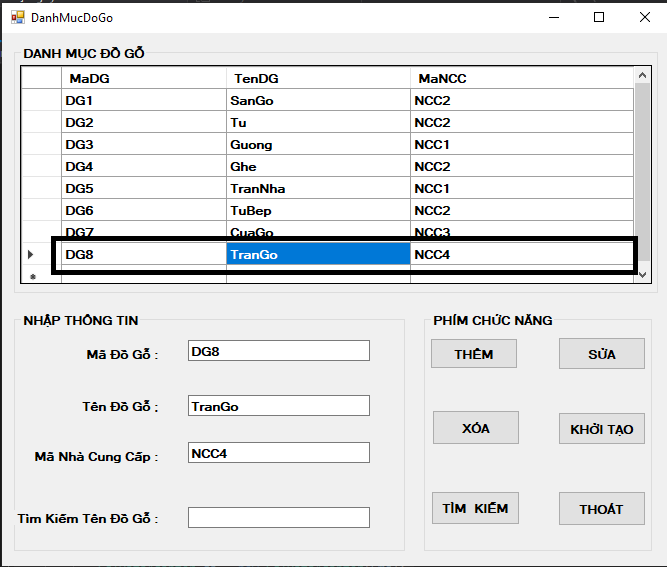 DanhMucDoGo
DANH MỤC ĐỒ GỖ
MaDG TenDG MaNCC
DG1 SanGo NCC2
DG2 Tu NCC2
DG3 Guong NCC1
DG4 Ghe NCC2
DG5 TranNha NCC1
DG6 TuBep NCC2
DG7 CuaGo NCC3
DG8 TranGo NCC4
NHẬP THÔNG TIN
Mã Đồ Gỗ : DG8
Tên Đồ Gỗ ; TranGo
Mã Nhà Cung Cấp : NCC4
Tìm Kiếm Tên Đồ Gỗ :
PHÍM CHỨC NĂNG
THÊM SỬA
XÓA KHỞI TẠO
TÌM KIẾM THOÁT